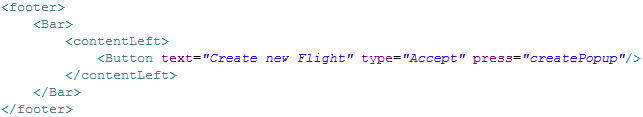 <footer>
<Bar>
<contentLeft>
<Button text="Create new Flight" type="Accept" press="createPopup"/>
</contentLeft>
</Bar>
</footer>